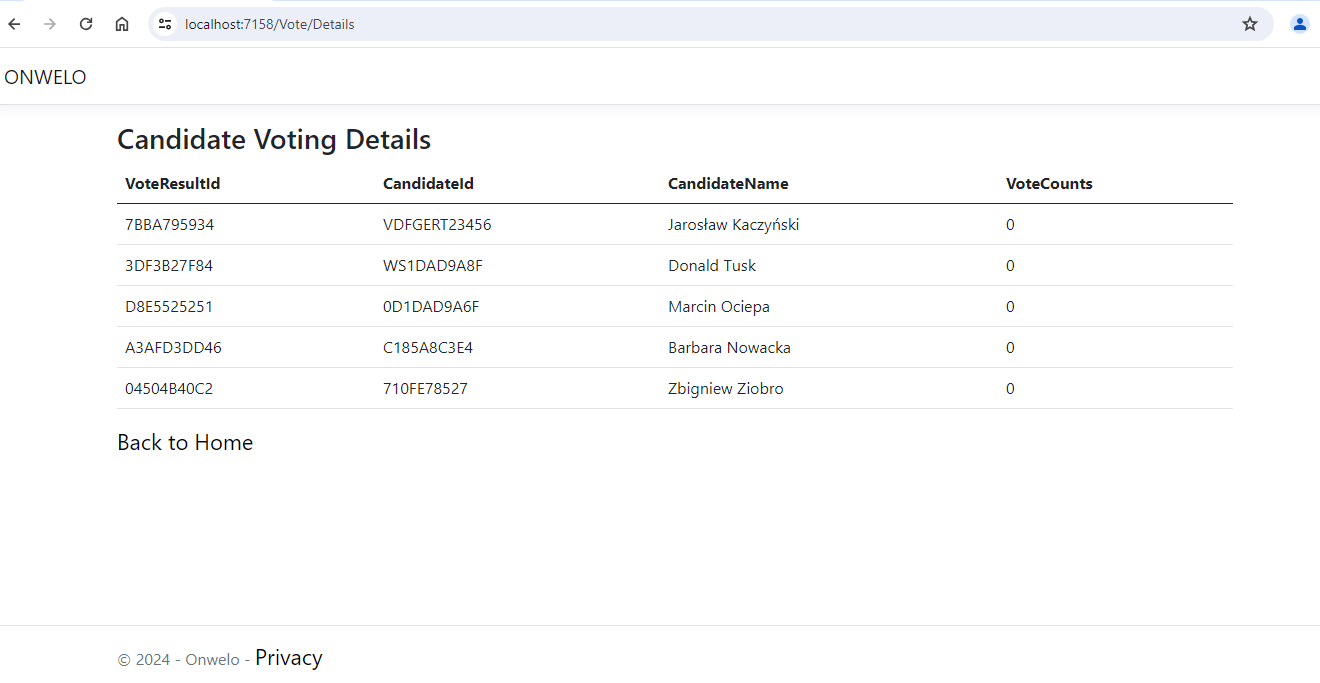 localhost:7158/Vote/Details
ONWELO
Candidate Voting Details
VoteResultId CandidateId CandidateName VoteCounts
7BBA795934 VDFGERT23456 Jarosław Kaczyński 0
3DF3B27F84 WS1DAD9A8F Donald Tusk 0
D8E5525251 0D1DAD9A6F Marcin Ociepa 0
A3AFD3DD46 C185A8C3E4 Barbara Nowacka 0
04504B40C2 710FE78527 Zbigniew Ziobro 0
Back to Home
© 2024 - Onwelo - Privacy